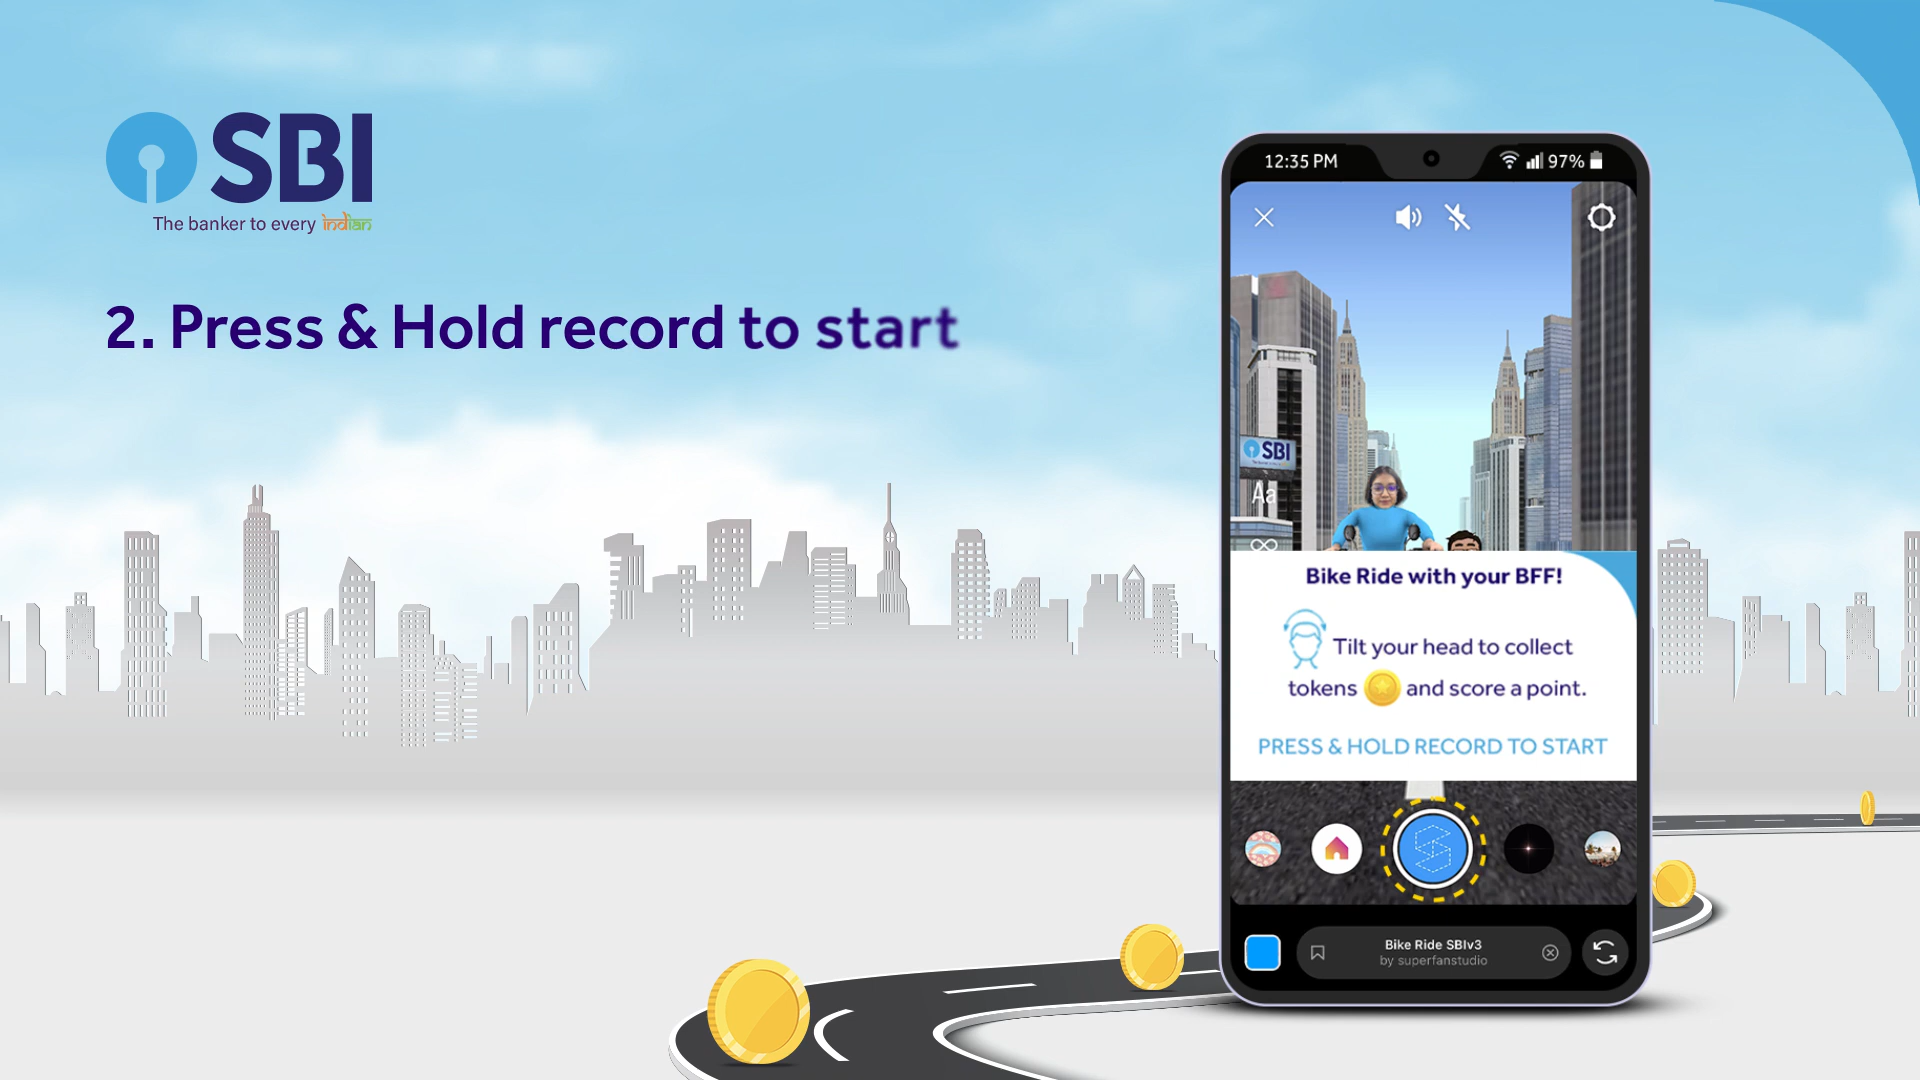 SBI
The banker to every indian
2. Press & Hold record to start
12:35 PM
97%
SBI
Aa
Bike Ride with your BFF!
Tilt your head to collect
tokens and score a point.
PRESS & HOLD RECORD TO START
Bike Ride SBIv3
by superfanstudio